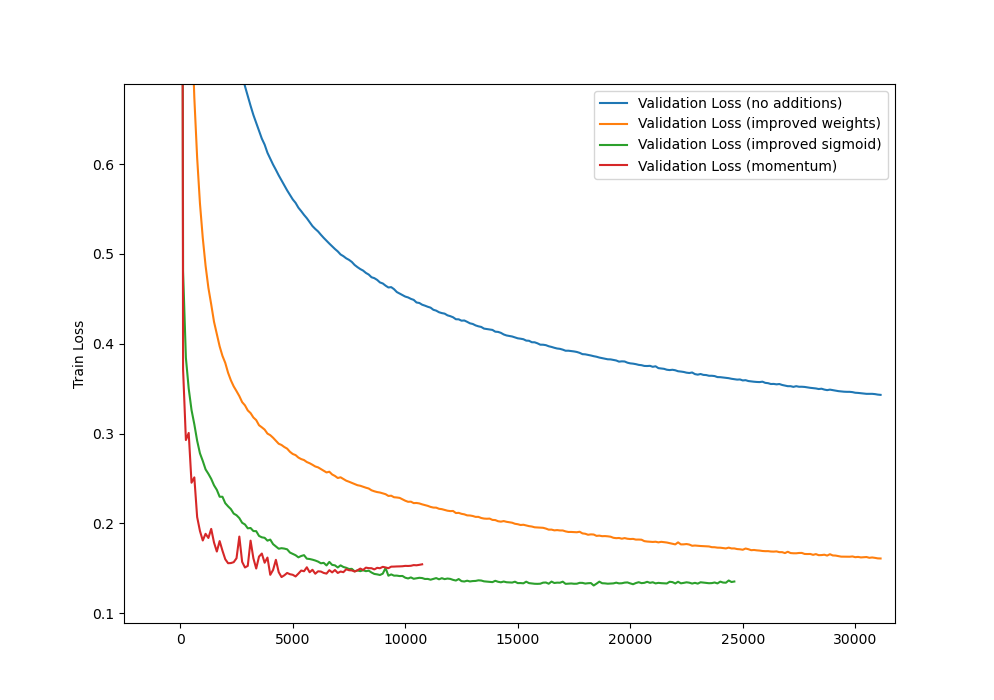 Validation Loss (no additions)
Validation Loss (improved weights)
Validation Loss (improved sigmoid)
Validation Loss (momentum)
Train Loss
0.6
0.5
0.4
0.3
0.2
0.1
0 5000 10000 15000 20000 25000 30000